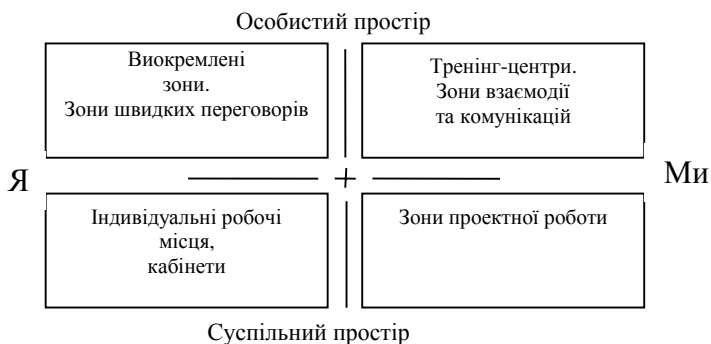 Особистий простір
Виокремлені
зони.
Зони швидких переговорів
Тренінг-центри.
Зони взаємодії
та комунікацій
Я
Ми
Індивідуальні робочі
місця,
кабінети
Зони проектної роботи
Суспільний простір